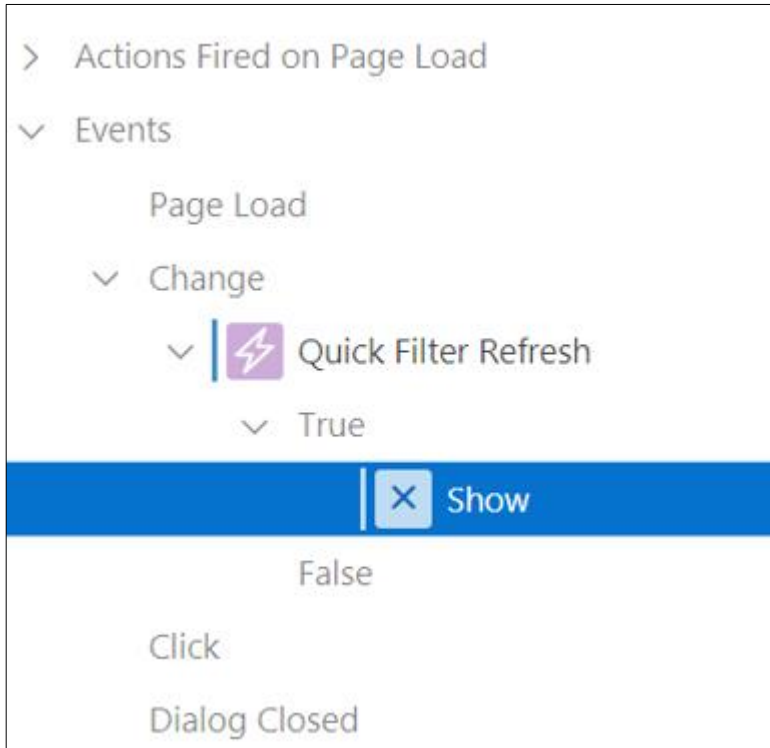 Actions Fired on Page Load
Events
Page Load
Change
Quick Filter Refresh
True
Show
False
Click
Dialog Closed